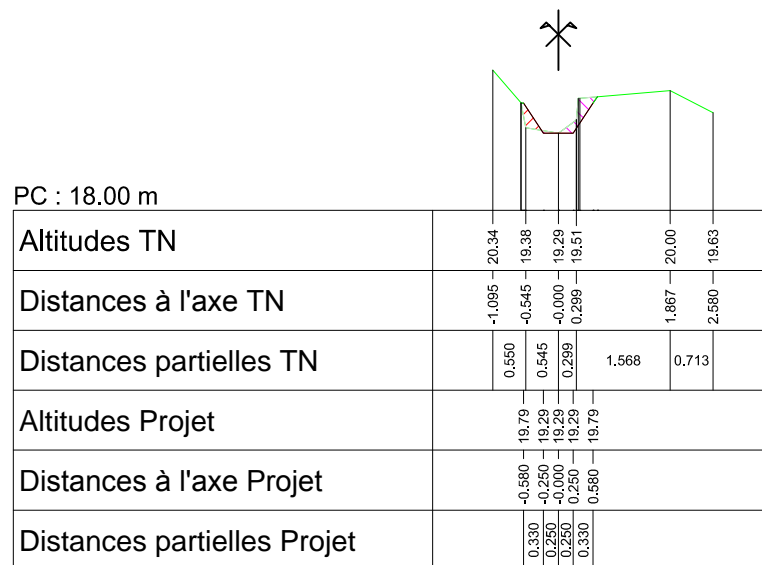 PC : 18.00 m
Altitudes TN 20.34 19.38 19.29 19.51 20.00 19.63
Distances à l'axe TN -1.095 -0.545 -0.000 0.299 1.867 2.580
Distances partielles TN 0.550 0.545 0.299 1.568 0.713
Altitudes Projet 19.79 19.29 19.29 19.29 19.79
Distances à l'axe Projet -0.580 -0.250 -0.000 0.250 0.580
Distances partielles Projet 0.330 0.250 0.250 0.330